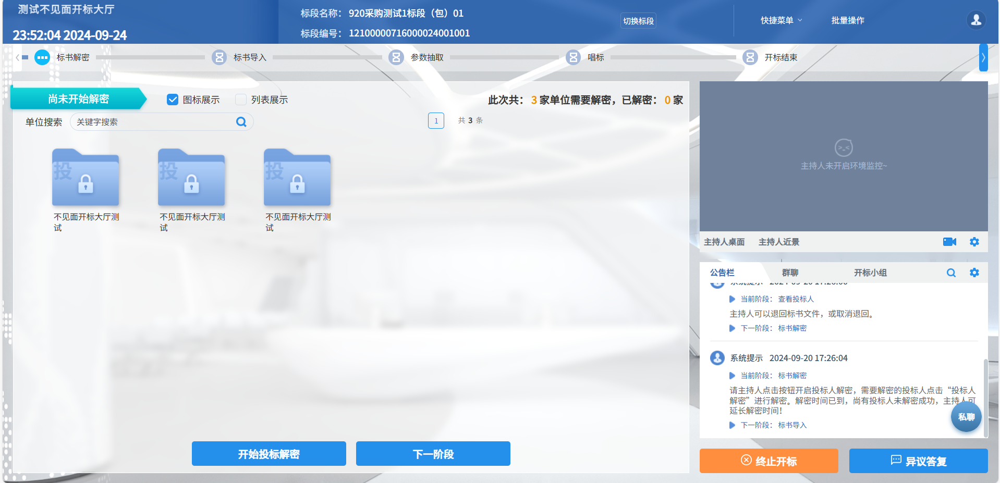 测试不见面开标大厅
23:52:04 2024-09-24
标段名称： 920采购测试1标段（包）01
标段编号： 12100000716000024001001
切换标段
快捷菜单
批量操作
标书解密
标书导入
参数抽取
唱标
开标结束
尚未开始解密
图标展示
列表展示
此次共： 3 家单位需要解密，已解密： 0 家
单位搜索
关键字搜索
1
共 3 条
投
投
投
不见面开标大厅测
试
不见面开标大厅测
试
不见面开标大厅测
试
开始投标解密
下一阶段
主持人未开启环境监控~
主持人桌面
主持人近景
公告栏
群聊
开标小组
系统提示 2024-09-20 17:26:00
当前阶段： 查看投标人
主持人可以退回标书文件，或取消退回。
下一阶段： 标书解密
系统提示 2024-09-20 17:26:04
当前阶段： 标书解密
请主持人点击按钮开启投标人解密，需要解密的投标人点击“投标人
解密”进行解密。解密时间已到，尚有投标人未解密成功，主持人可
延长解密时间！
下一阶段： 标书导入
私聊
终止开标
异议答复